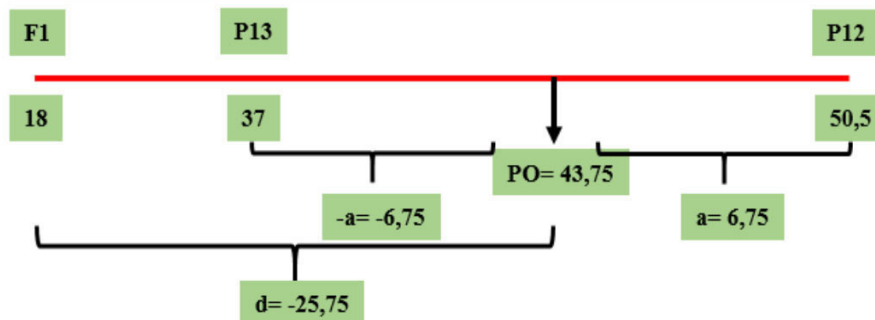 F1 P13 P12
18 37 50,5
PO= 43,75
-a= -6,75 a= 6,75
d= -25,75